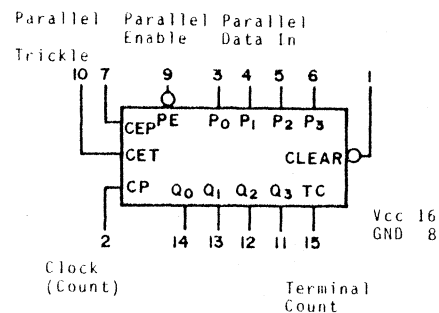 Parallel Parallel Parallel
Enable Data In
Trickle
10 7 9 3 4 5 6 1
CEP PE P0 P1 P2 P3
CET CLEAR
CP Q0 Q1 Q2 Q3 TC
2 14 13 12 11 15
Vcc 16
GND 8
Clock
(Count)
Terminal
Count